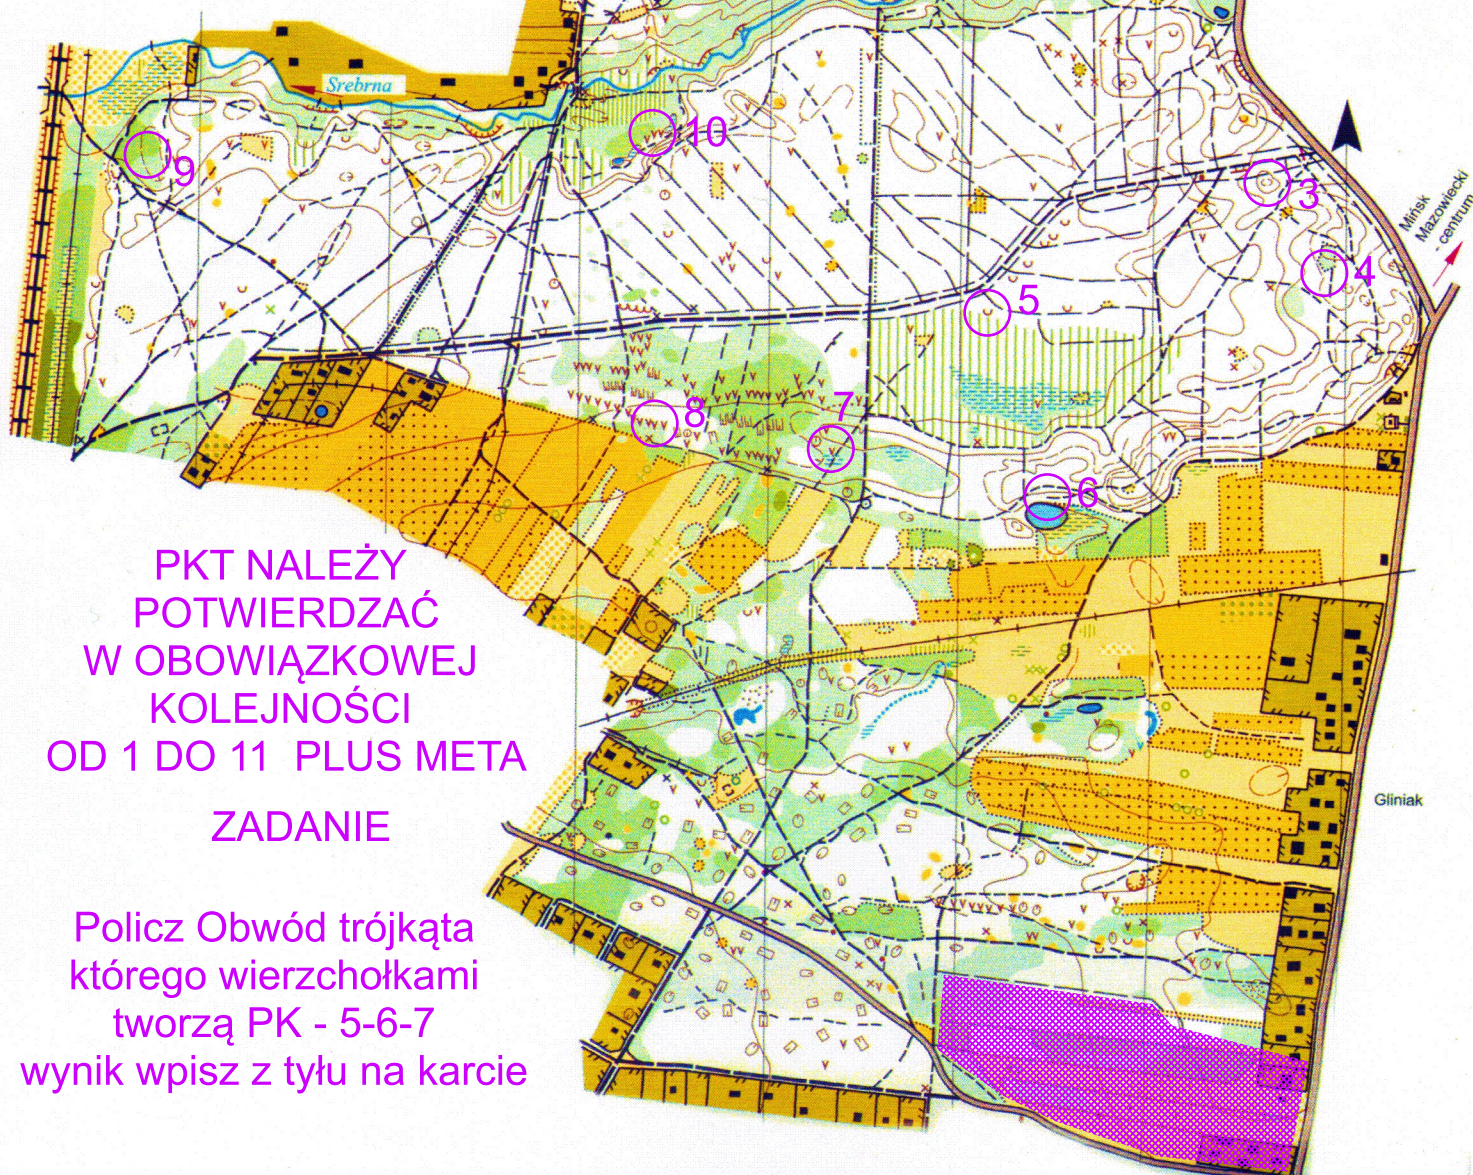 Srebrna
10
9
3
Mińsk
Mazowiecki
- centrum
4
5
7
8
6
PKT NALEŻY
POTWIERDZAĆ
W OBOWIĄZKOWEJ
KOLEJNOŚCI
OD 1 DO 11 PLUS META
ZADANIE
Gliniak
Policz Obwód trójkąta
którego wierzchołkami
tworzą PK - 5-6-7
wynik wpisz z tyłu na karcie